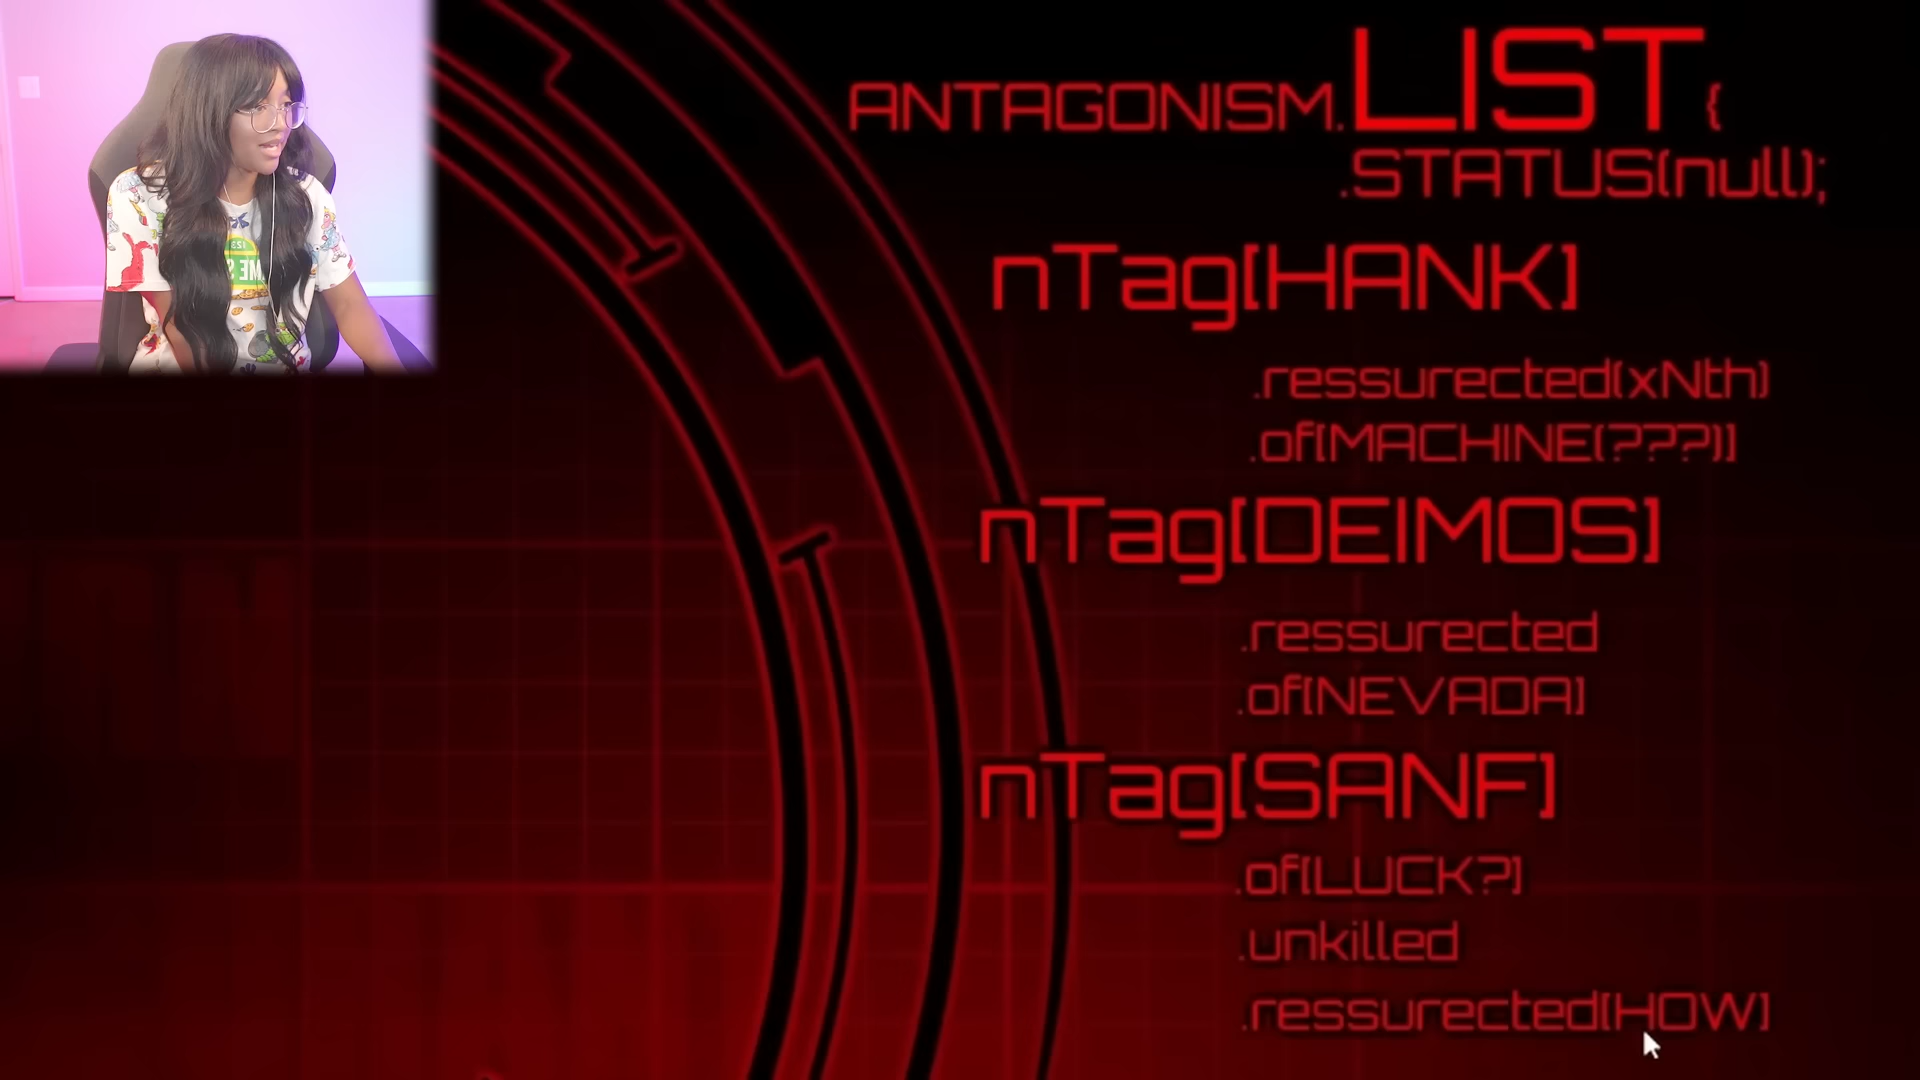 ANTAGONISM.LIST {
.STATUS(null);
nTag[HANK]
.ressurected(xNth)
.of[MACHINE(???)]
nTag[DEIMOS]
.ressurected
.of[NEVADA]
nTag[SANF]
.of[LUCK?]
.unkilled
.ressurected[HOW]